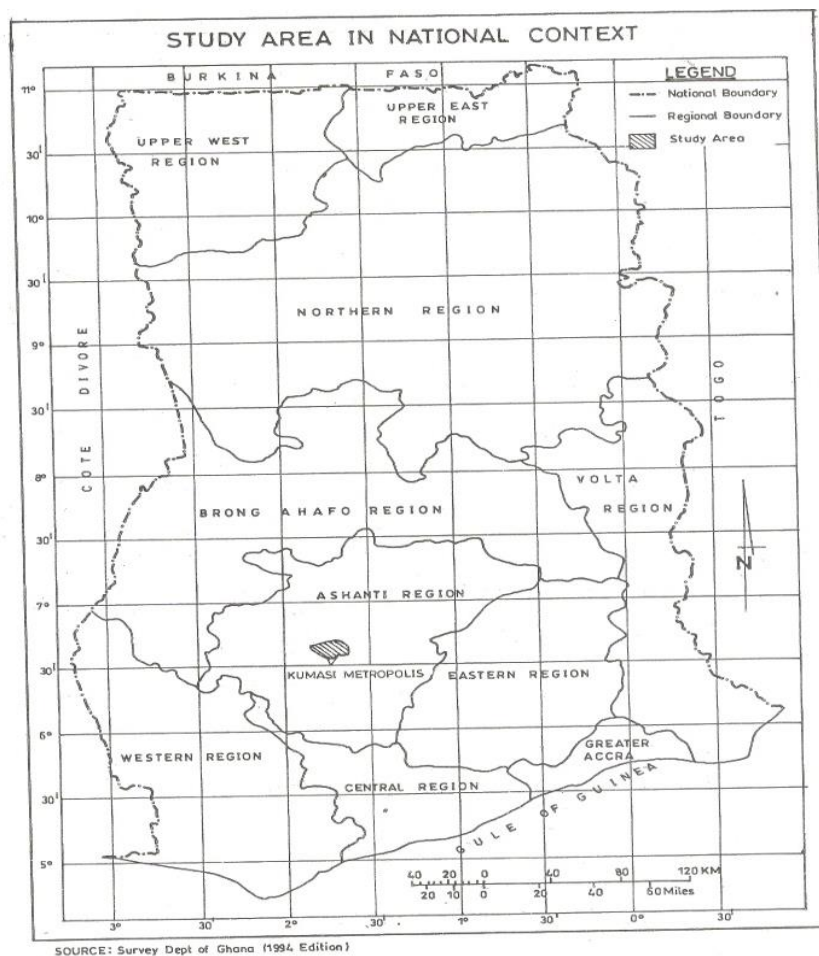 STUDY AREA IN NATIONAL CONTEXT
BURKINA FASO
LEGEND
National Boundary
Regional Boundary
Study Area
11°
30'
10°
30'
9°
30'
8°
30'
7°
30'
6°
30'
5°
UPPER EAST
REGION
UPPER WEST
REGION
NORTHERN REGION
COTE DIVORE
TOGO
VOLTA
REGION
BRONG AHAFO REGION
N
ASHANTI REGION
KUMASI METROPOLIS
EASTERN REGION
WESTERN REGION
GREATER
ACCRA
CENTRAL REGION
GULE OF GUINEA
40 20 0 40 80 120 KM
20 10 0 20 40 60 Miles
3° 30' 2° 30' 1° 30' 0° 30'
SOURCE: Survey Dept of Ghana (1994 Edition)